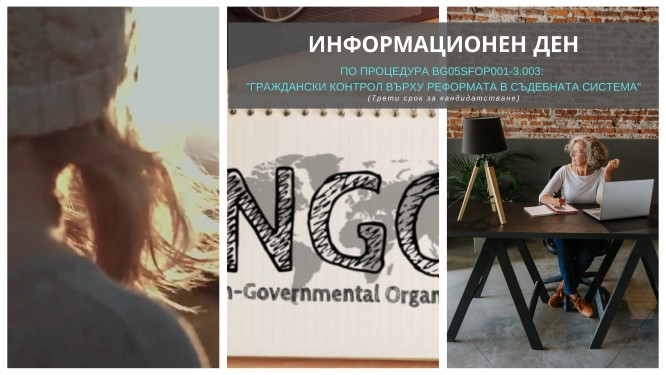 ИНФОРМАЦИОНЕН ДЕН
ПО ПРОЦЕДУРА BG05SFOP001-3.003:
"ГРАЖДАНСКИ КОНТРОЛ ВЪРХУ РЕФОРМАТА В СЪДЕБНАТА СИСТЕМА"
(Трети срок за кандидатстване)
NGO
n-Governmental Organ